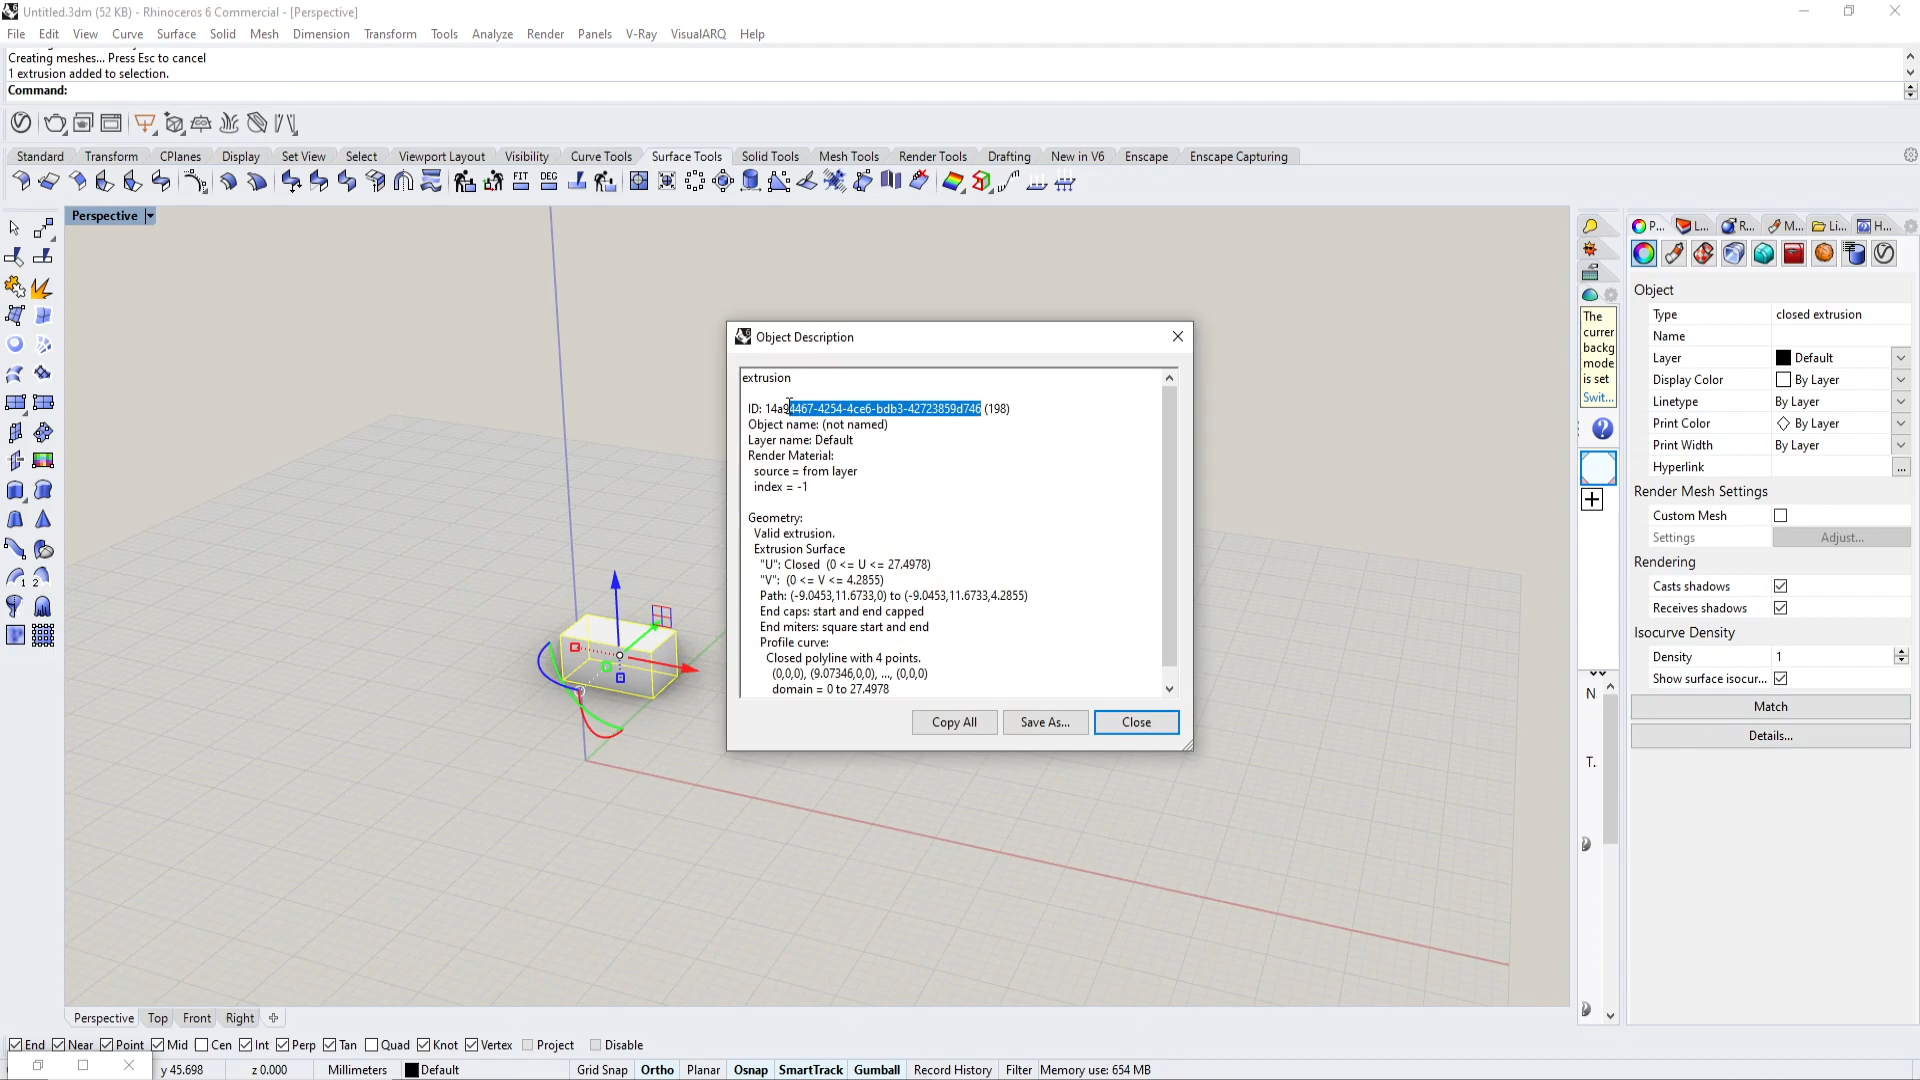 Untitled.3dm (52 KB) - Rhinoceros 6 Commercial - [Perspective]
File Edit View Curve Surface Solid Mesh Dimension Transform Tools Analyze Render Panels V-Ray VisualARQ Help
Creating meshes... Press Esc to cancel
1 extrusion added to selection.
Command:
Standard Transform CPlanes Display Set View Select Viewport Layout Visibility Curve Tools Surface Tools Solid Tools Mesh Tools Render Tools Drafting New in V6 Enscape Enscape Capturing
FIT DEG
Perspective
P... L... R... M... Li... H...
The
currer
backg
mode
is set
Swit...
N
T.
Object Description
extrusion
ID: 14a94467-4254-4ce6-bdb3-42723859d746 (198)
Object name: (not named)
Layer name: Default
Render Material:
source = from layer
index = -1
Geometry:
Valid extrusion.
Extrusion Surface
"U": Closed (0 <= U <= 27.4978)
"V": (0 <= V <= 4.2855)
Path: (-9.0453,11.6733,0) to (-9.0453,11.6733,4.2855)
End caps: start and end capped
End miters: square start and end
Profile curve:
Closed polyline with 4 points.
(0,0,0), (9.07346,0,0), ..., (0,0,0)
domain = 0 to 27.4978
Copy All Save As... Close
Object
Type closed extrusion
Name
Layer Default
Display Color By Layer
Linetype By Layer
Print Color By Layer
Print Width By Layer
Hyperlink ...
Render Mesh Settings
Custom Mesh
Settings Adjust...
Rendering
Casts shadows
Receives shadows
Isocurve Density
Density 1
Show surface isocur...
Match
Details...
Perspective Top Front Right
End Near Point Mid Cen Int Perp Tan Quad Knot Vertex Project Disable
y 45.698 z 0.000 Millimeters Default Grid Snap Ortho Planar Osnap SmartTrack Gumball Record History Filter Memory use: 654 MB